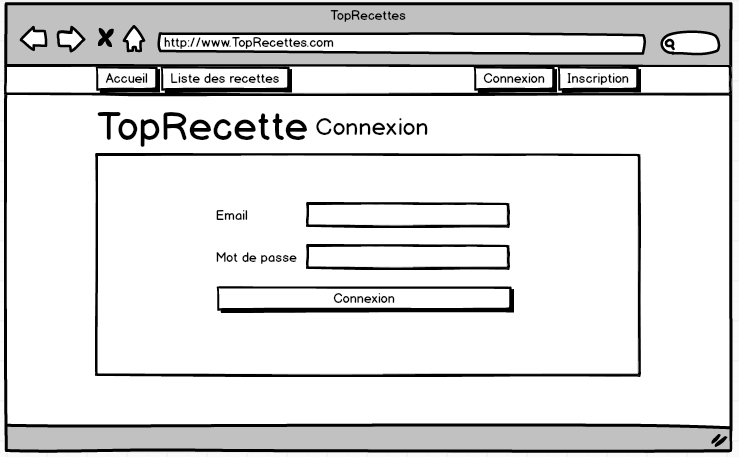 TopRecettes
http://www.TopRecettes.com
Accueil Liste des recettes Connexion Inscription
TopRecette Connexion
Email
Mot de passe
Connexion